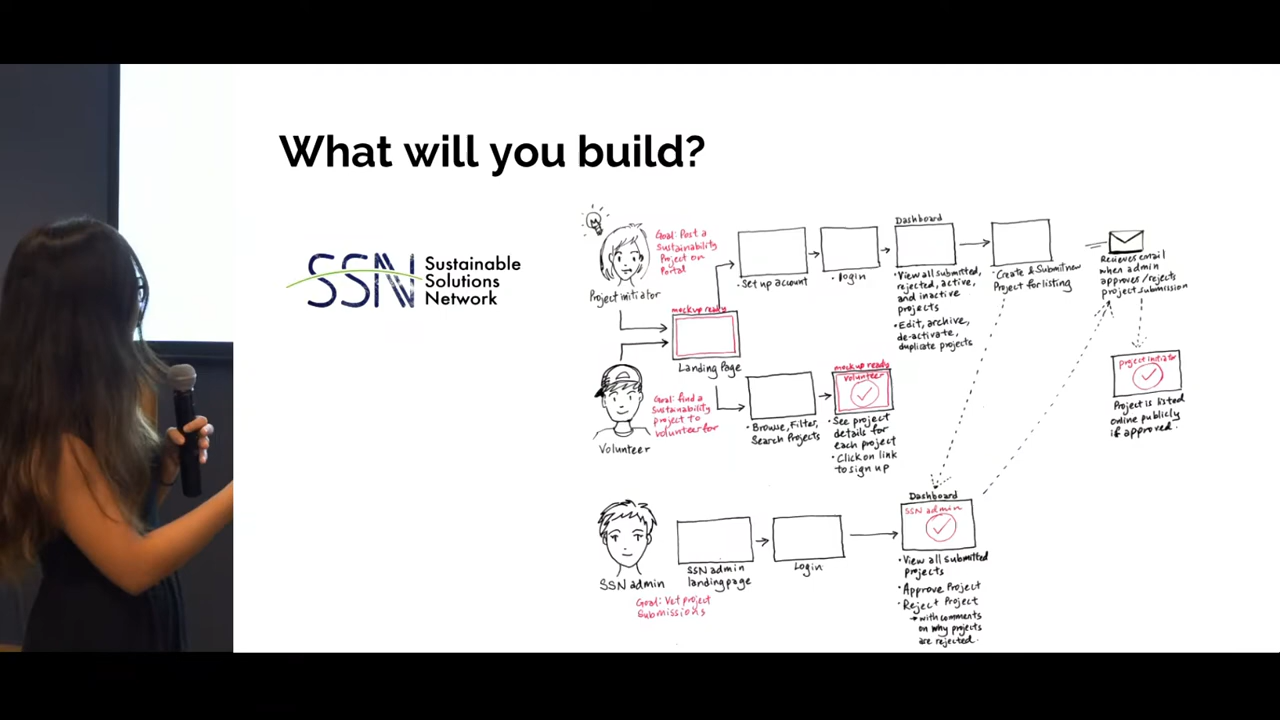 What will you build?
SSN
Sustainable
Solutions
Network
Goal: Post a
Sustainability
Project on
Portal
Project initiator
mockup ready
Landing Page
• Set up account
• Login
Dashboard
• View all submitted,
rejected, active,
and inactive
projects
• Edit, archive,
de-activate,
duplicate projects
• Create & Submit new
Project for listing
Recieves email
when admin
approves/rejects
project submission
project initiator
Project is listed
online publicly
if approved.
Goal: find a
Sustainability
project to
volunteer for
Volunteer
• Browse, Filter,
Search Projects
mockup ready
volunteer
• See project
details for
each project
• Click on link
to sign up
SSN admin
Goal: Vet project
Submissions
SSN admin
landing page
Login
Dashboard
SSN admin
• View all submitted
projects
• Approve Project
• Reject Project
→ with comments
on why projects
are rejected.